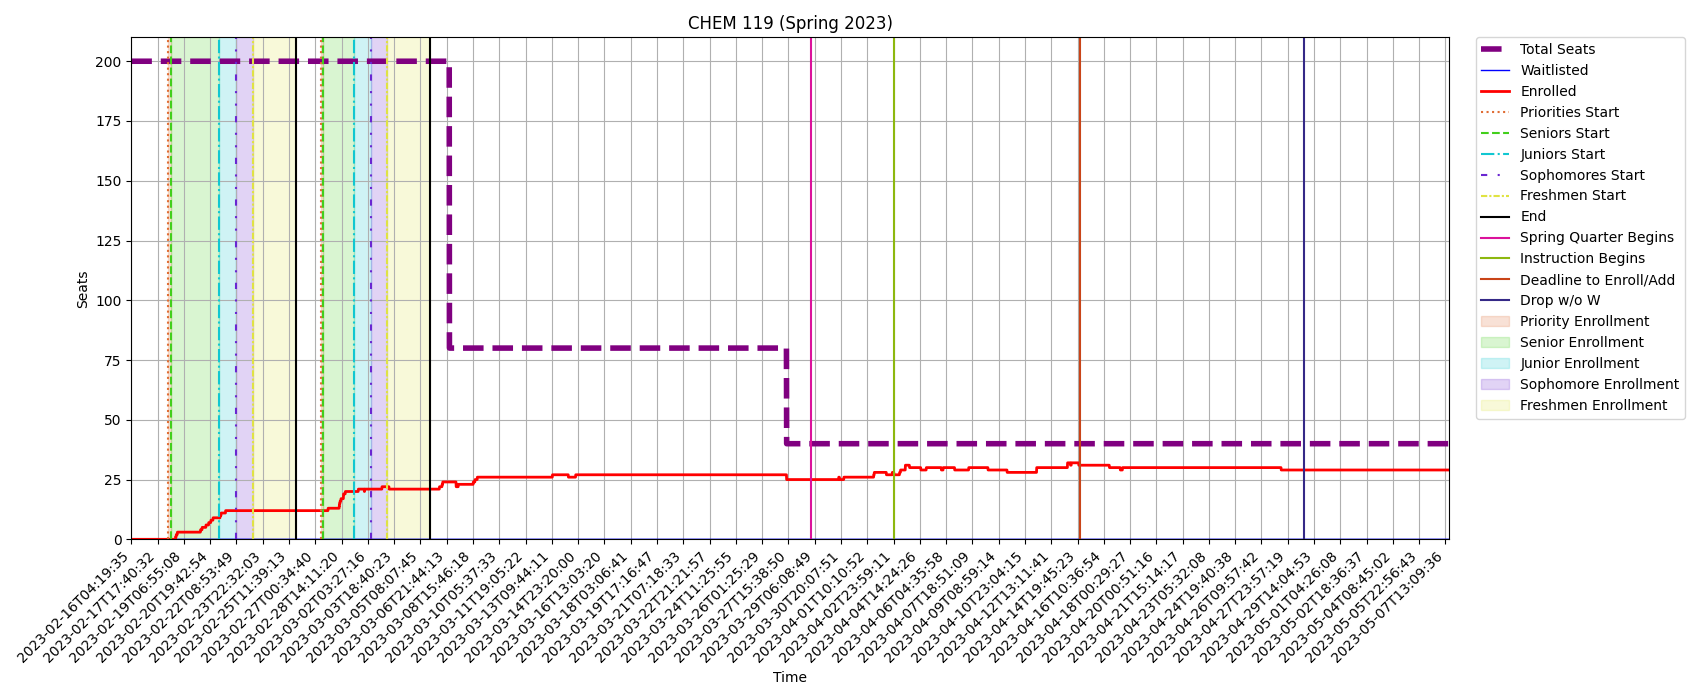 CHEM 119 (Spring 2023)
Seats
200
175
150
125
100
75
50
25
0
2023-02-16T04:19:35
2023-02-17T17:40:32
2023-02-19T06:55:08
2023-02-20T19:42:54
2023-02-22T08:53:49
2023-02-23T22:32:03
2023-02-25T11:39:13
2023-02-27T00:34:40
2023-02-28T14:11:20
2023-03-02T03:27:16
2023-03-03T18:40:23
2023-03-05T08:07:45
2023-03-06T21:44:13
2023-03-08T15:46:18
2023-03-10T05:37:33
2023-03-11T19:05:22
2023-03-13T09:44:11
2023-03-14T23:20:00
2023-03-16T13:03:20
2023-03-18T03:06:41
2023-03-19T17:16:47
2023-03-21T07:18:33
2023-03-22T21:21:57
2023-03-24T11:25:55
2023-03-26T01:25:29
2023-03-27T15:38:50
2023-03-29T06:08:49
2023-03-30T20:07:51
2023-04-01T10:10:52
2023-04-02T23:59:11
2023-04-04T14:24:26
2023-04-06T04:35:58
2023-04-07T18:51:09
2023-04-09T08:59:14
2023-04-10T23:04:15
2023-04-12T13:11:41
2023-04-14T19:45:23
2023-04-16T10:36:54
2023-04-18T00:29:27
2023-04-20T00:51:16
2023-04-21T15:14:17
2023-04-23T05:32:08
2023-04-24T19:40:38
2023-04-26T09:57:42
2023-04-27T23:57:19
2023-04-29T14:04:53
2023-05-01T04:26:08
2023-05-02T18:36:37
2023-05-04T08:45:02
2023-05-05T22:56:43
2023-05-07T13:09:36
Time
Total Seats
Waitlisted
Enrolled
Priorities Start
Seniors Start
Juniors Start
Sophomores Start
Freshmen Start
End
Spring Quarter Begins
Instruction Begins
Deadline to Enroll/Add
Drop w/o W
Priority Enrollment
Senior Enrollment
Junior Enrollment
Sophomore Enrollment
Freshmen Enrollment